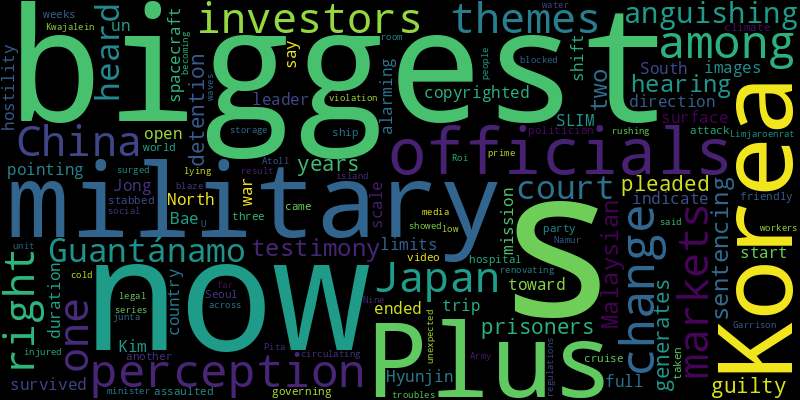 biggest
investors
themes
anguishing
among
weeks
Kwajalein
un
heard
spacecraft
becoming
say
room
water
climate
hostility
detention
waves
leader
violation
alarming
copyrighted
shift
people
blocked
two
hearing
South
images
direction
surface
SLIM
politician
rushing
attack
Limjaroenrat
China
open
world
storage
ship
officials
Korea
pointing
lying
surged
blaze
Atoll
result
island
years
Roi
prime
military
Jong
stabbed
social
North
Bae
U
war
three
came
scale
court
pleaded
indicate
friendly
said
workers
Guantánamo
testimony
media
showed
low
limits
video
mission
party
Namur
hospital
renovating
Malaysian
change
markets
sentencing
right
unit
cold
duration
legal
series
junta
country
now
far
Seoul
across
Nine
Japan
ended
trip
toward
S
start
generates
taken
Garrison
one
Kim
another
Pita
circulating
unexpected
Plus
prisoners
Army
cruise
regulations
full
guilty
injured
survived
perception
minister
assaulted
governing
Hyunjin
troubles